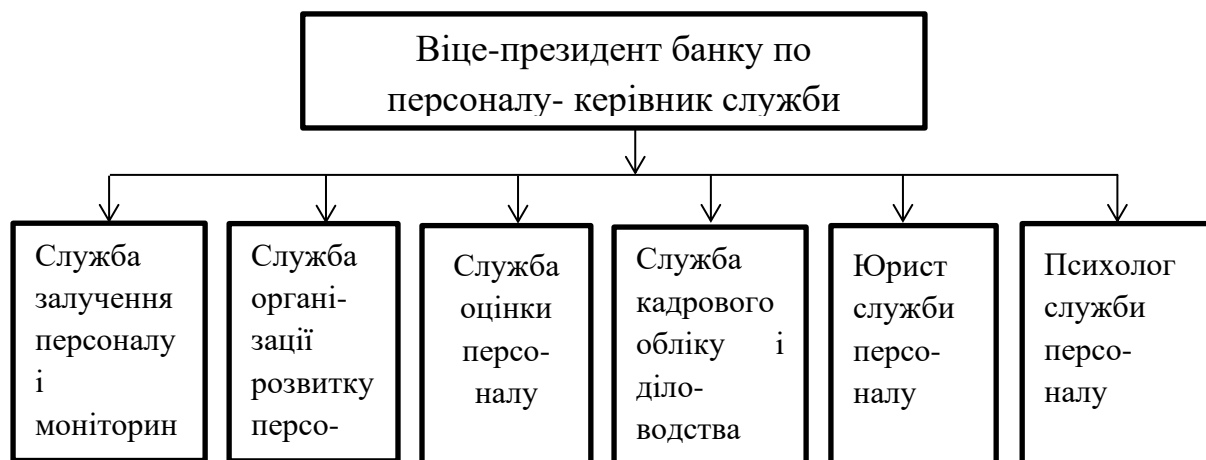 Віце-президент банку по
персоналу- керівник служби
Служба
залучення
персоналу
і
моніторин
Служба
органі-
зації
розвитку
персо-
Служба
оцінки
персо-
налу
Служба
кадрового
обліку і
діло-
водства
Юрист
служби
персо-
налу
Психолог
служби
персо-
налу